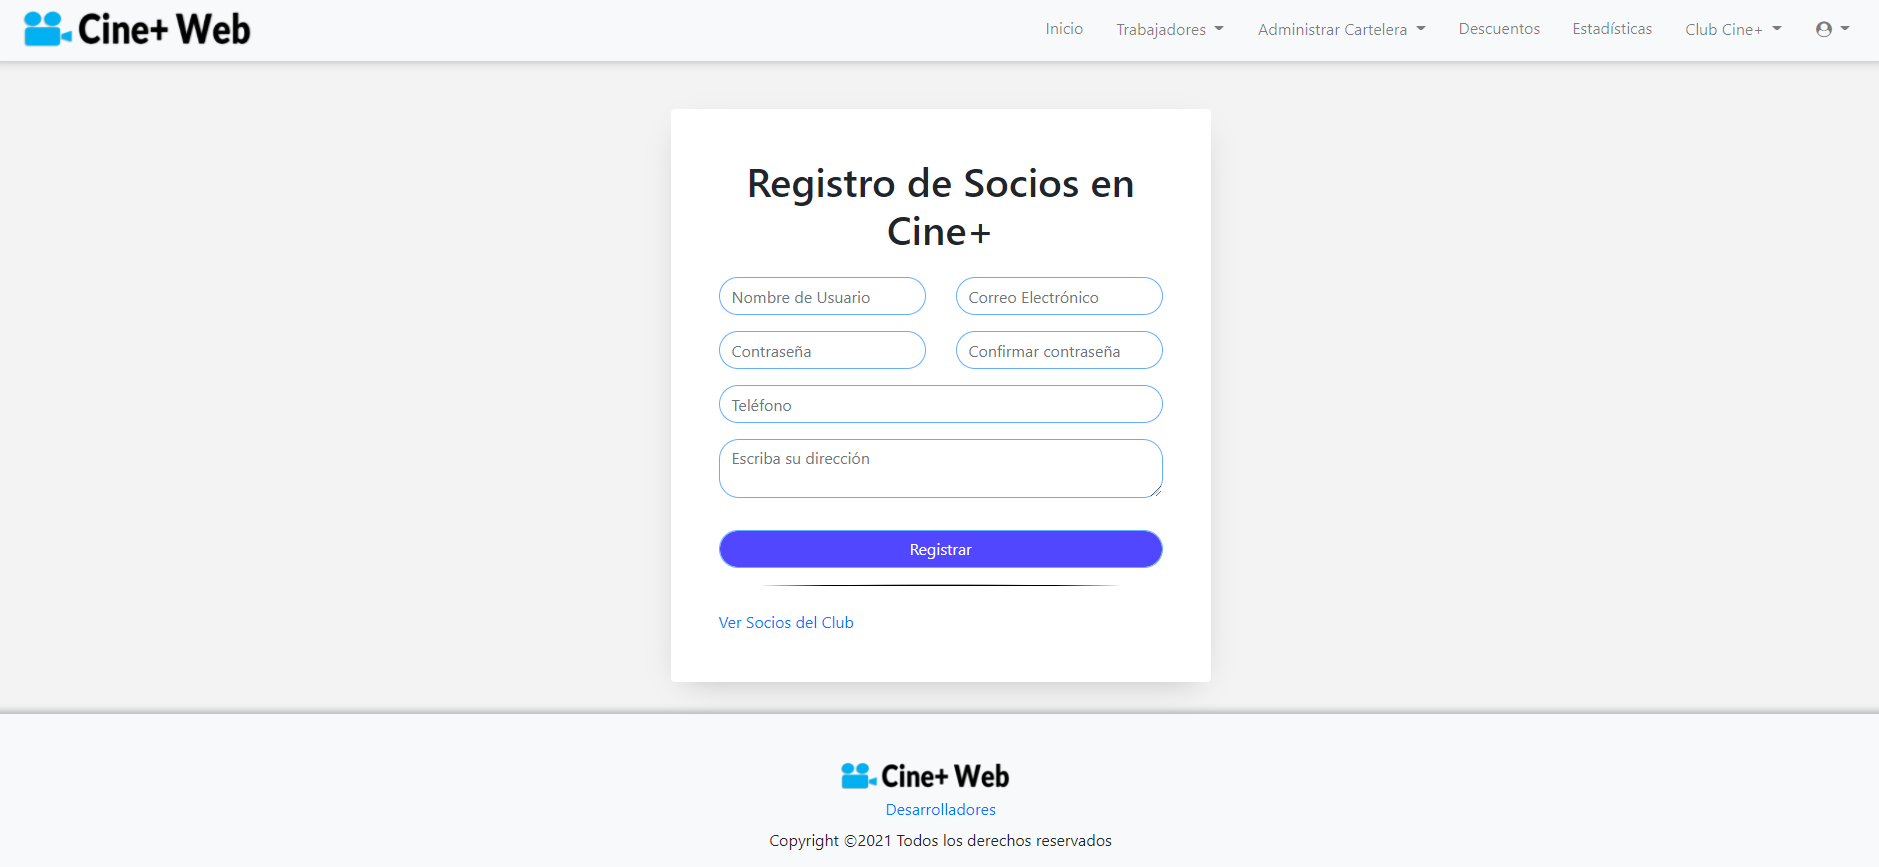 Cine+ Web
Inicio Trabajadores Administrar Cartelera Descuentos Estadísticas Club Cine+
Registro de Socios en
Cine+
Nombre de Usuario Correo Electrónico
Contraseña Confirmar contraseña
Teléfono
Escriba su dirección
Registrar
Ver Socios del Club
Cine+ Web
Desarrolladores
Copyright ©2021 Todos los derechos reservados